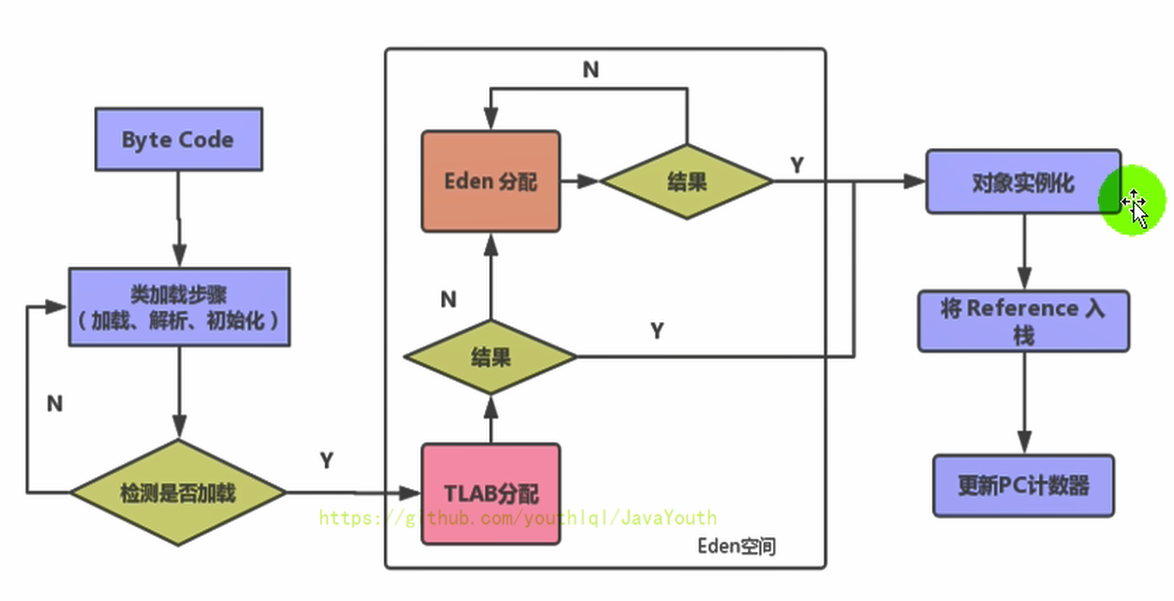 Byte Code
类加载步骤
（加载、解析、初始化）
N
检测是否加载
Y
N
Eden 分配
结果
Y
N
结果
Y
TLAB分配
https://github.com/youthlql/JavaYouth
Eden空间
对象实例化
将 Reference 入
栈
更新PC计数器